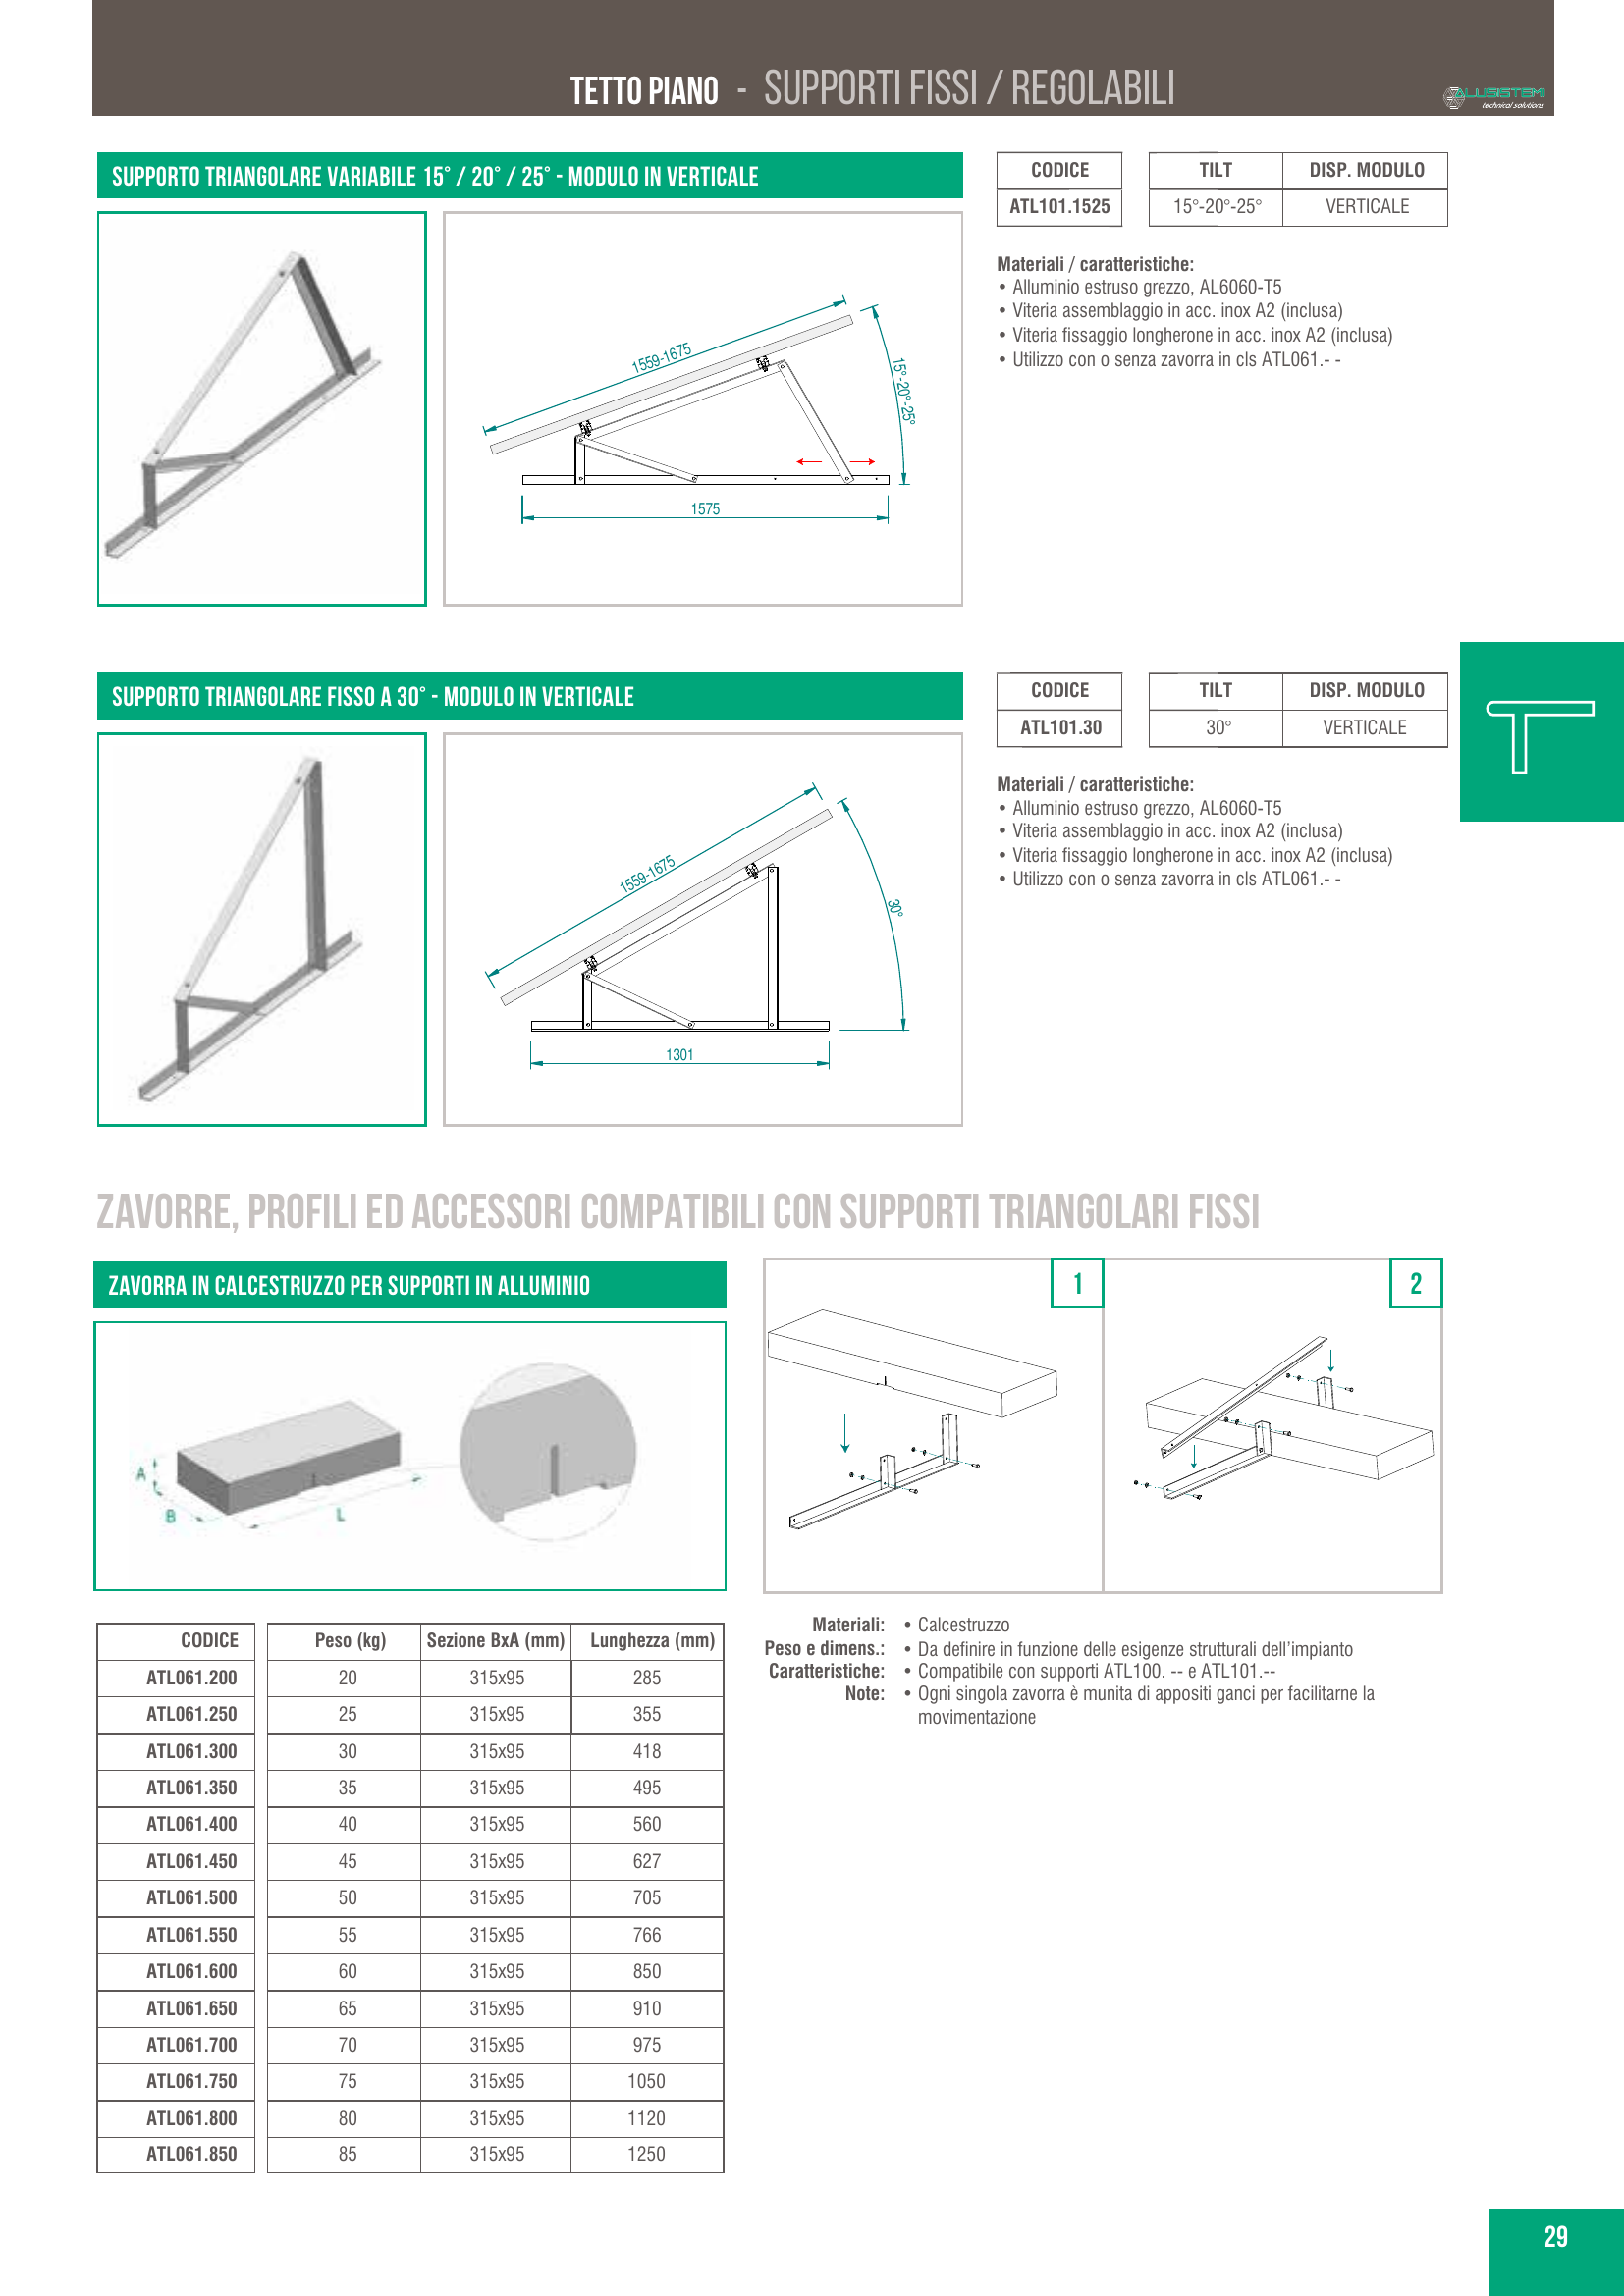 TETTO PIANO - SUPPORTI FISSI / REGOLABILI
ALUSISTEMI
technical solutions
SUPPORTO TRIANGOLARE VARIABILE 15° / 20° / 25° - MODULO IN VERTICALE
1559-1675
15°-20°-25°
1575
CODICE TILT DISP. MODULO
ATL101.1525 15°-20°-25° VERTICALE
Materiali / caratteristiche:
• Alluminio estruso grezzo, AL6060-T5
• Viteria assemblaggio in acc. inox A2 (inclusa)
• Viteria fissaggio longherone in acc. inox A2 (inclusa)
• Utilizzo con o senza zavorra in cls ATL061.- -
SUPPORTO TRIANGOLARE FISSO A 30° - MODULO IN VERTICALE
1559-1675
30°
1301
CODICE TILT DISP. MODULO
ATL101.30 30° VERTICALE
Materiali / caratteristiche:
• Alluminio estruso grezzo, AL6060-T5
• Viteria assemblaggio in acc. inox A2 (inclusa)
• Viteria fissaggio longherone in acc. inox A2 (inclusa)
• Utilizzo con o senza zavorra in cls ATL061.- -
ZAVORRE, PROFILI ED ACCESSORI COMPATIBILI CON SUPPORTI TRIANGOLARI FISSI
ZAVORRA IN CALCESTRUZZO PER SUPPORTI IN ALLUMINIO
A
B
L
1
2
CODICE Peso (kg) Sezione BxA (mm) Lunghezza (mm)
ATL061.200 20 315x95 285
ATL061.250 25 315x95 355
ATL061.300 30 315x95 418
ATL061.350 35 315x95 495
ATL061.400 40 315x95 560
ATL061.450 45 315x95 627
ATL061.500 50 315x95 705
ATL061.550 55 315x95 766
ATL061.600 60 315x95 850
ATL061.650 65 315x95 910
ATL061.700 70 315x95 975
ATL061.750 75 315x95 1050
ATL061.800 80 315x95 1120
ATL061.850 85 315x95 1250
Materiali: • Calcestruzzo
Peso e dimens.: • Da definire in funzione delle esigenze strutturali dell'impianto
Caratteristiche: • Compatibile con supporti ATL100. -- e ATL101.--
Note: • Ogni singola zavorra è munita di appositi ganci per facilitarne la
movimentazione
29